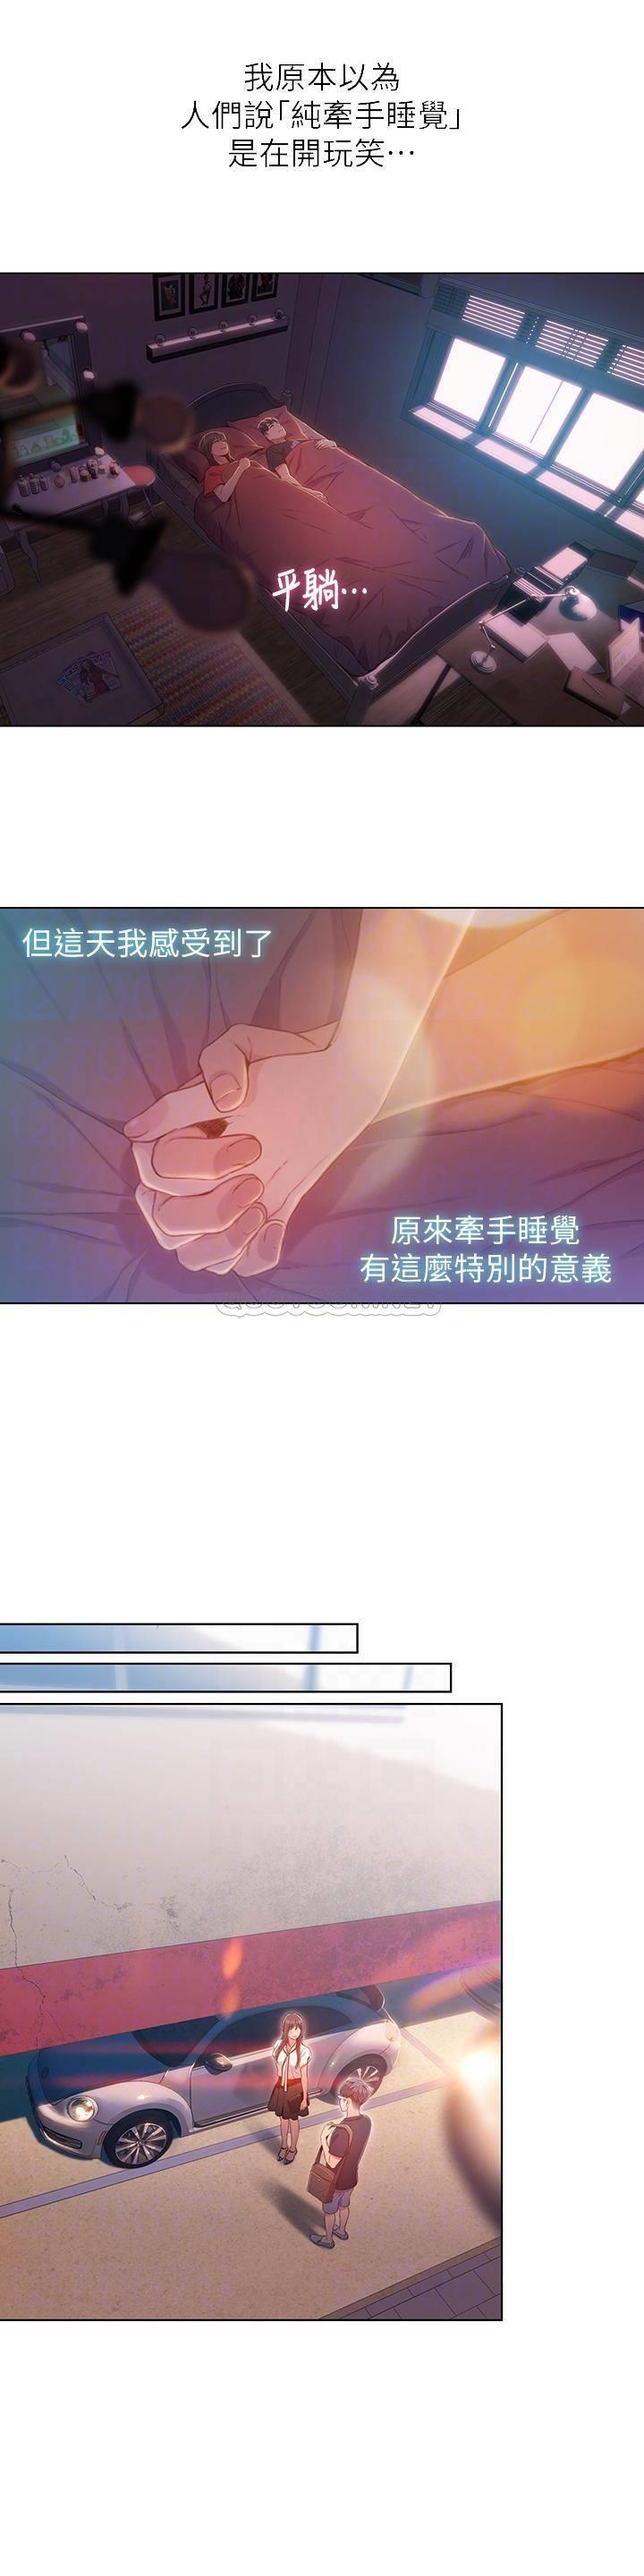 我原本以為
人們說「純牽手睡覺」
是在開玩笑…
平躺…
但這天我感受到了
原來牽手睡覺
有這麼特別的意義